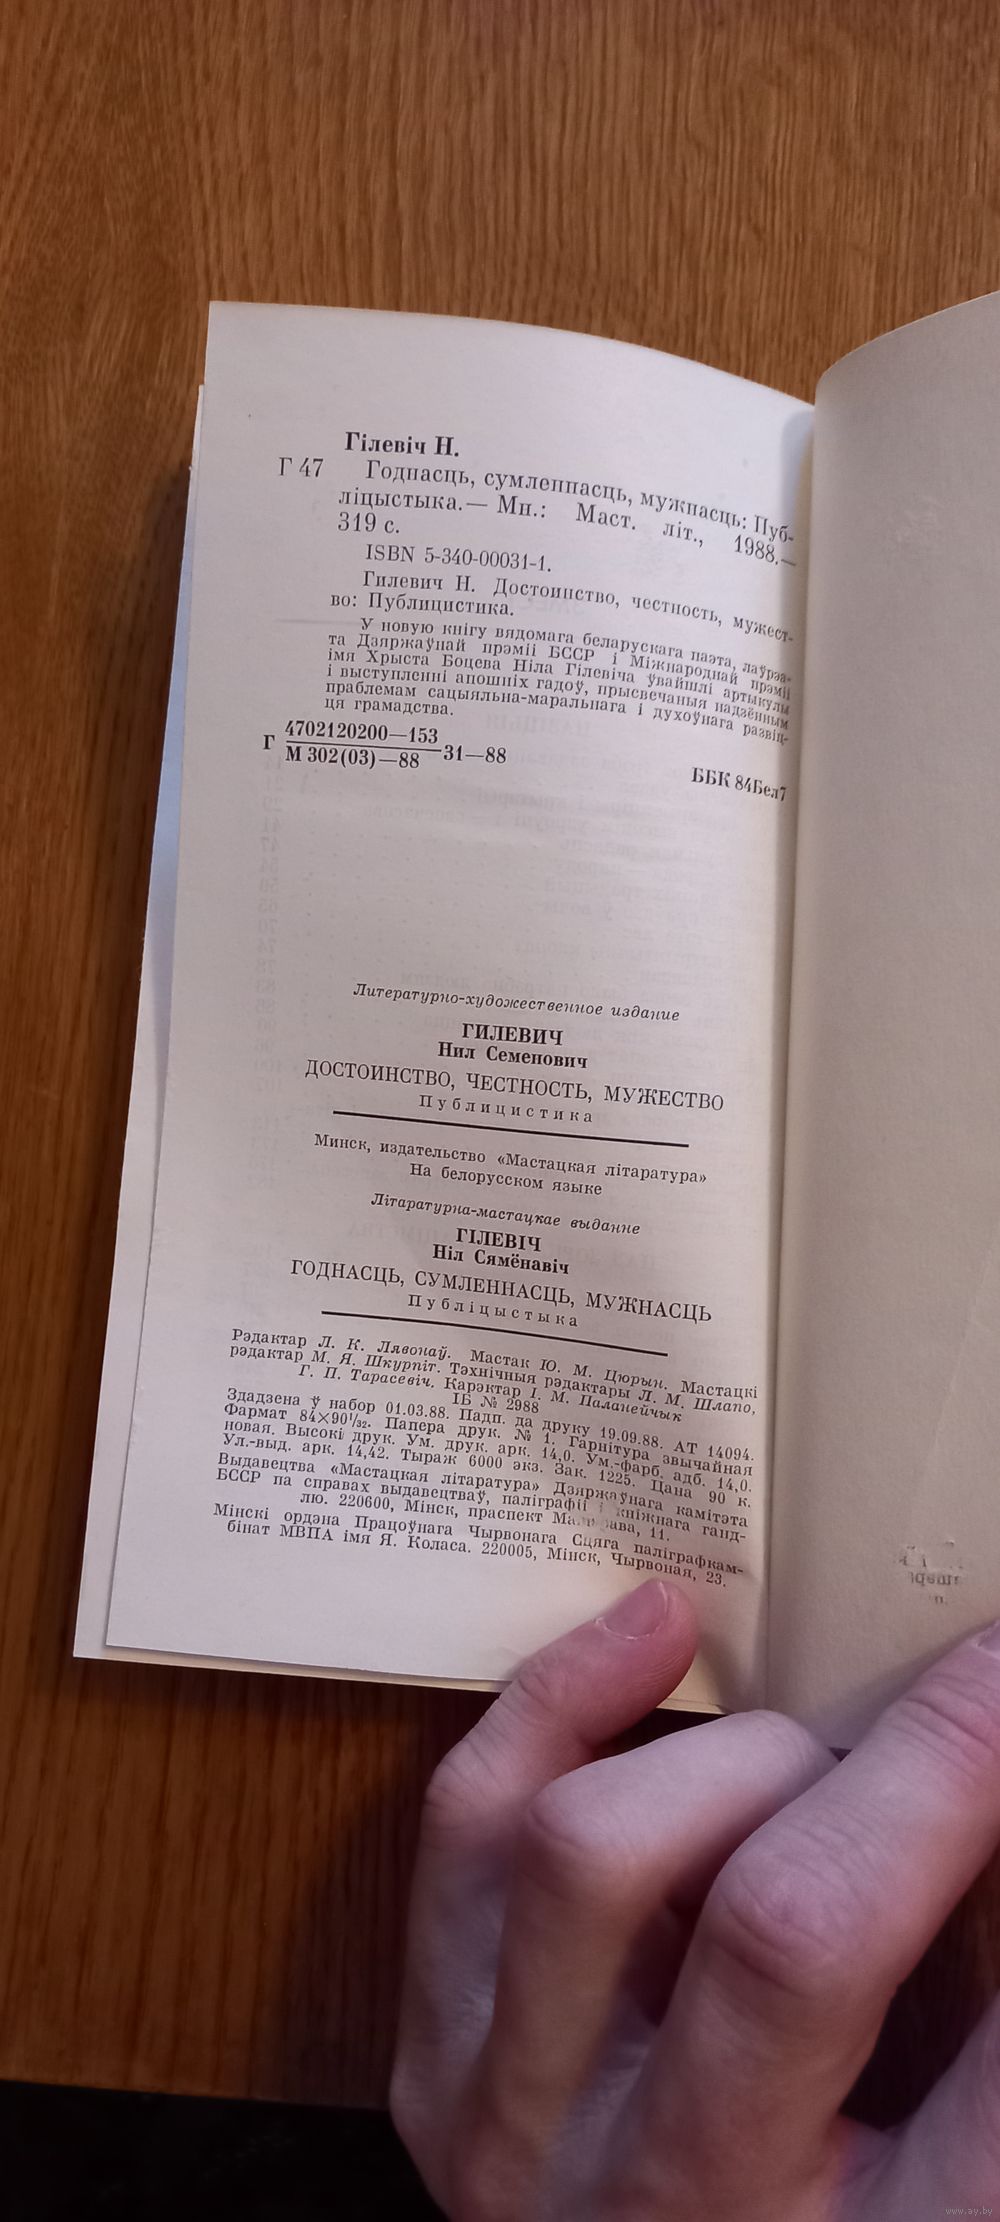 Гілевіч Н.
Г 47 Годнасць, сумленнасць, мужнасць: Пуб-
ліцыстыка.— Мн.: Маст. літ., 1988.—
319 с.
ISBN 5-340-00031-1.
Гилевич Н. Достоинство, честность, мужест-
во: Публицистика.
У новую кнігу вядомага беларускага паэта, лаўрэа-
та Дзяржаўнай прэміі БССР і Міжнароднай прэміі
імя Хрыста Боцева Ніла Гілевіча ўвайшлі артыкулы
і выступленні апошніх гадоў, прысвечаныя надзённым
праблемам сацыяльна-маральнага і духоўнага развіц-
ця грамадства.
Г 4702120200—153
М 302(03)—88 31—88
ББК 84Бел7
Литературно-художественное издание
ГИЛЕВИЧ
Нил Семенович
ДОСТОИНСТВО, ЧЕСТНОСТЬ, МУЖЕСТВО
Публицистика
Минск, издательство «Мастацкая літаратура»
На белорусском языке
Літаратурна-мастацкае выданне
ГІЛЕВІЧ
Ніл Сямёнавіч
ГОДНАСЦЬ, СУМЛЕННАСЦЬ, МУЖНАСЦЬ
Публіцыстыка
Рэдактар Л. К. Лявонаў. Мастак Ю. М. Цюрын. Мастацкі
рэдактар М. Я. Шкурпіт. Тэхнічныя рэдактары Л. М. Шлапо,
Г. П. Тарасевіч. Карэктар І. М. Паланейчык
ІБ № 2988
Здадзена ў набор 01.03.88. Падп. да друку 19.09.88. АТ 14094.
Фармат 84×90¹/₃₂. Папера друк. № 1. Гарнітура звычайная
новая. Высокі друк. Ум. друк. арк. 14,0. Ум.-фарб. адб. 14,0.
Ул.-выд. арк. 14,42. Тыраж 6000 экз. Зак. 1225. Цана 90 к.
Выдавецтва «Мастацкая літаратура» Дзяржаўнага камітэта
БССР па справах выдавецтваў, паліграфіі і кніжнага ганд-
лю. 220600, Мінск, праспект 11.
Мінскі ордэна Працоўнага Чырвонага Сцяга паліграфкам-
бінат МВПА імя Я. Коласа. 220005, Мінск, Чырвоная, 23.
www.ay.by